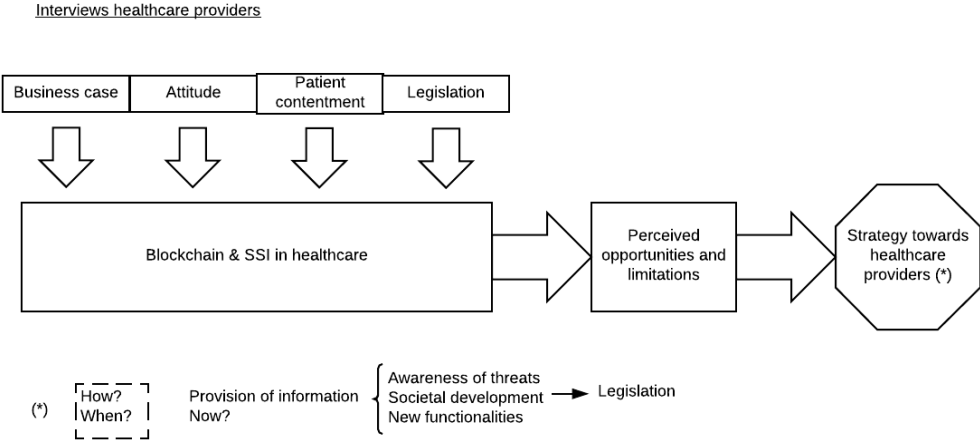 Interviews healthcare providers
Business case
Attitude
Patient
contentment
Legislation
Blockchain & SSI in healthcare
Perceived
opportunities and
limitations
Strategy towards
healthcare
providers (*)
(*)
How?
When?
Provision of information
Now?
Awareness of threats
Societal development
New functionalities
Legislation